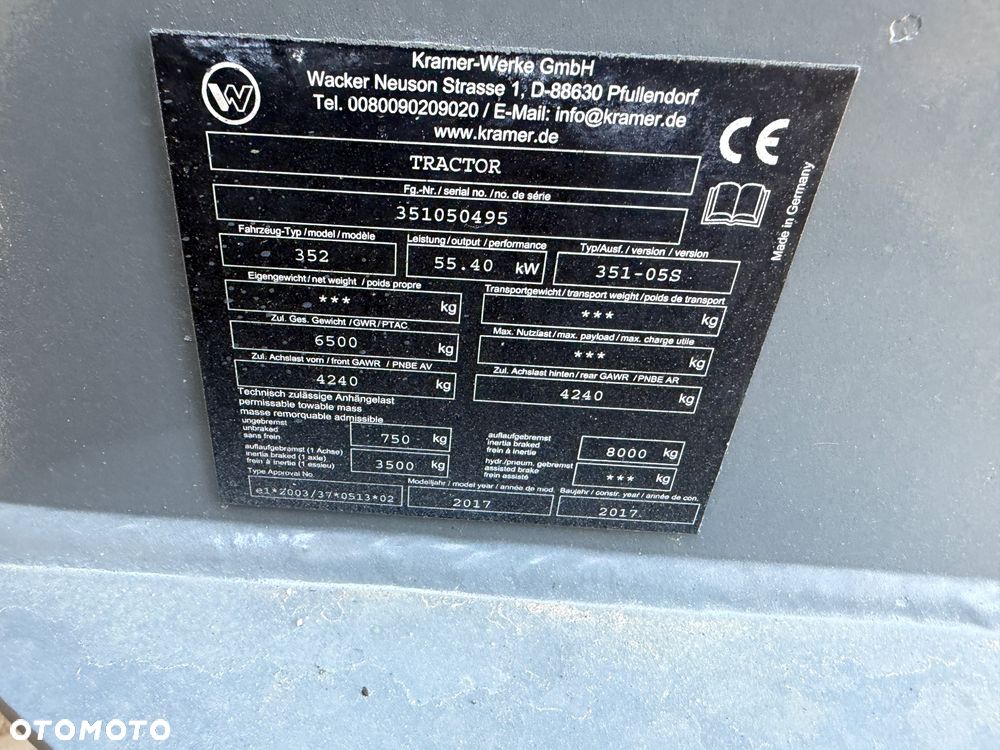 W
Kramer-Werke GmbH
Wacker Neuson Strasse 1, D-88630 Pfullendorf
Tel. 0080090209020 / E-Mail: info@kramer.de
www.kramer.de
CE
Made in Germany
TRACTOR
Fg.-Nr. / serial no. / no. de série
351050495
Fahrzeug-Typ / model / modèle
352
Leistung / output / performance
55.40 kW
Typ/Ausf. / version / version
351-05S
Eigengewicht / net weight / poids propre
*** kg
Transportgewicht / transport weight / poids de transport
*** kg
Zul. Ges. Gewicht / GWR / PTAC
6500 kg
Max. Nutzlast / max. payload / max. charge utile
*** kg
Zul. Achslast vorn / front GAWR / PNBE AV
4240 kg
Zul. Achslast hinten / rear GAWR / PNBE AR
4240 kg
Technisch zulässige Anhängelast
permissable towable mass
masse remorquable admissible
ungebremst
unbraked
sans frein
750 kg
auflaufgebremst
inertia braked
frein à inertie
8000 kg
auflaufgebremst (1 Achse)
inertia braked (1 axle)
frein à inertie (1 essieu)
3500 kg
hydr./pneum. gebremst
assisted brake
frein assisté
*** kg
Type Approval No
e1*2003/37*0513*02
Modelljahr / model year / année de mod.
2017
Baujahr / constr. year / année de con.
2017
OTOMOTO